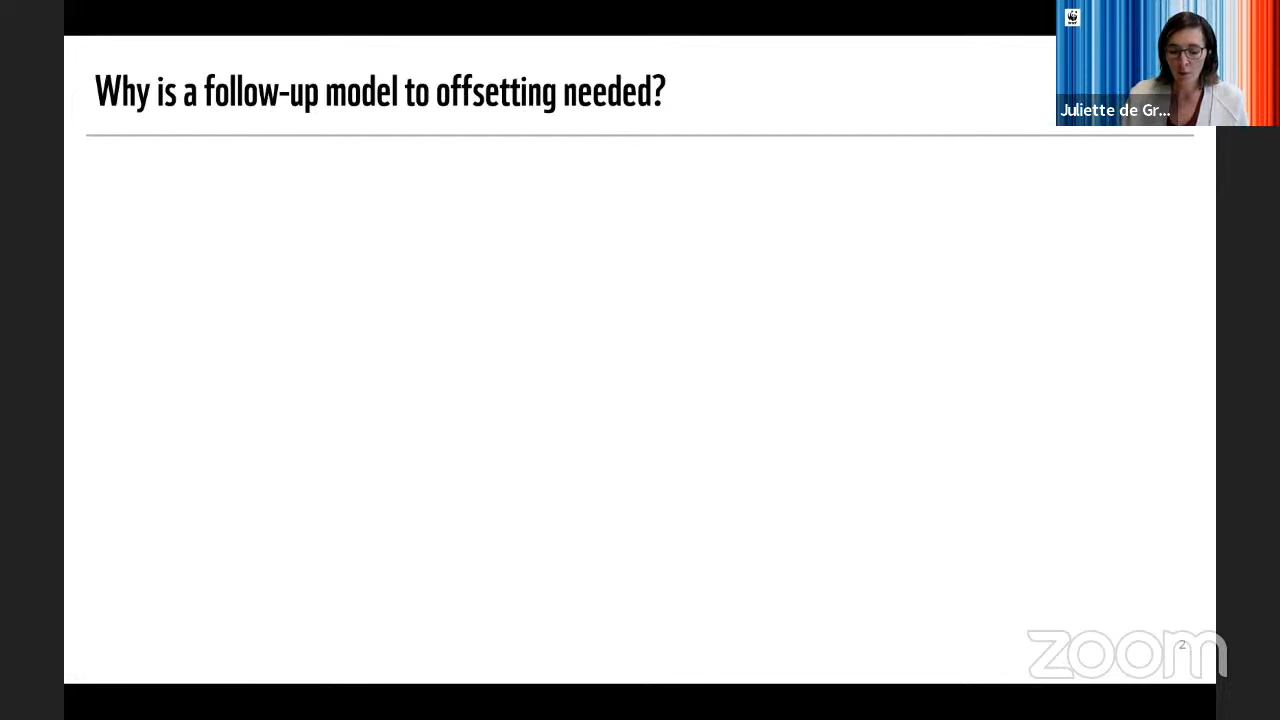 Why is a follow-up model to offsetting needed?
Juliette de Gr...
2
zoom